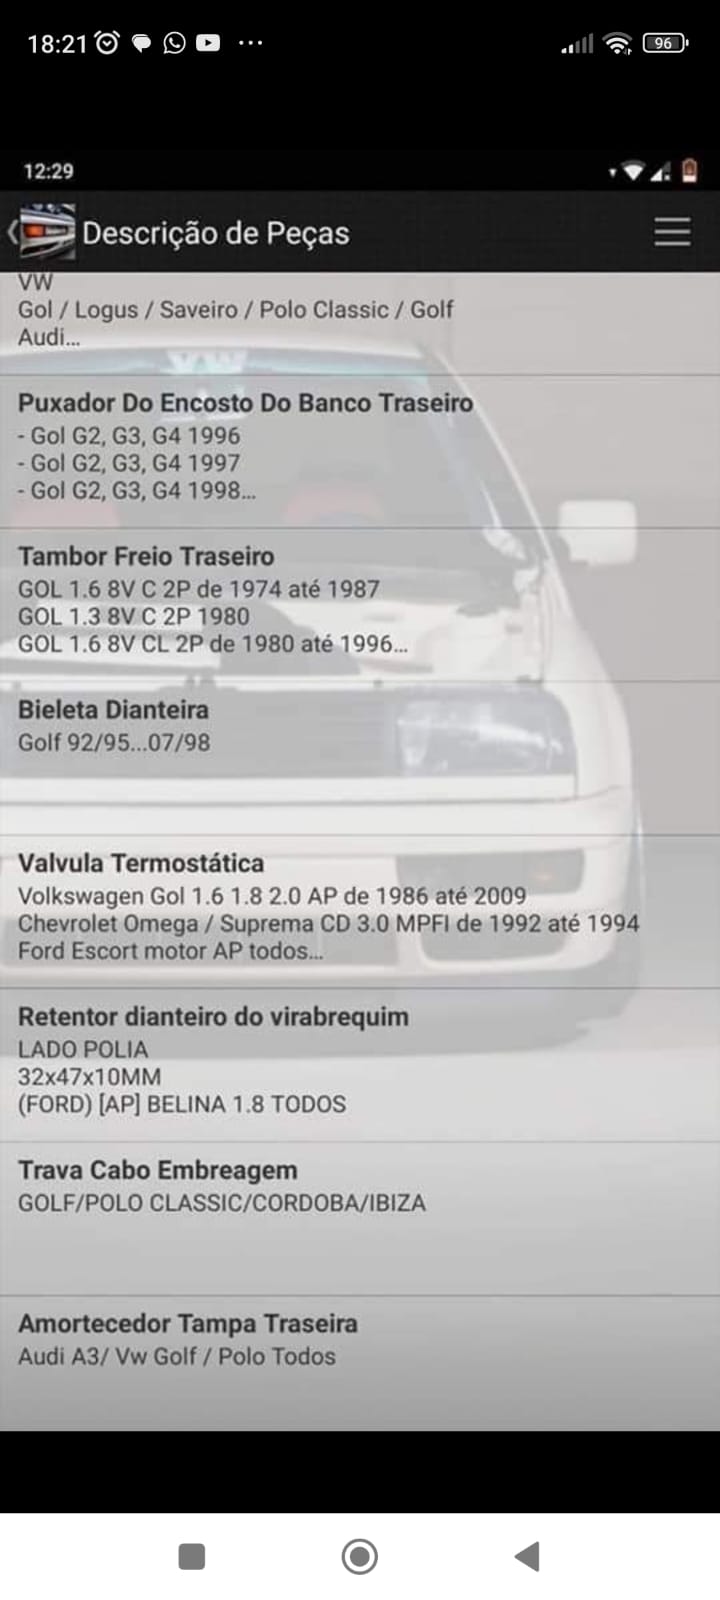 18:21
96
12:29
Descrição de Peças
VW
Gol / Logus / Saveiro / Polo Classic / Golf
Audi...
Puxador Do Encosto Do Banco Traseiro
- Gol G2, G3, G4 1996
- Gol G2, G3, G4 1997
- Gol G2, G3, G4 1998...
Tambor Freio Traseiro
GOL 1.6 8V C 2P de 1974 até 1987
GOL 1.3 8V C 2P 1980
GOL 1.6 8V CL 2P de 1980 até 1996...
Bieleta Dianteira
Golf 92/95...07/98
Valvula Termostática
Volkswagen Gol 1.6 1.8 2.0 AP de 1986 até 2009
Chevrolet Omega / Suprema CD 3.0 MPFI de 1992 até 1994
Ford Escort motor AP todos...
Retentor dianteiro do virabrequim
LADO POLIA
32x47x10MM
(FORD) [AP] BELINA 1.8 TODOS
Trava Cabo Embreagem
GOLF/POLO CLASSIC/CORDOBA/IBIZA
Amortecedor Tampa Traseira
Audi A3/ Vw Golf / Polo Todos